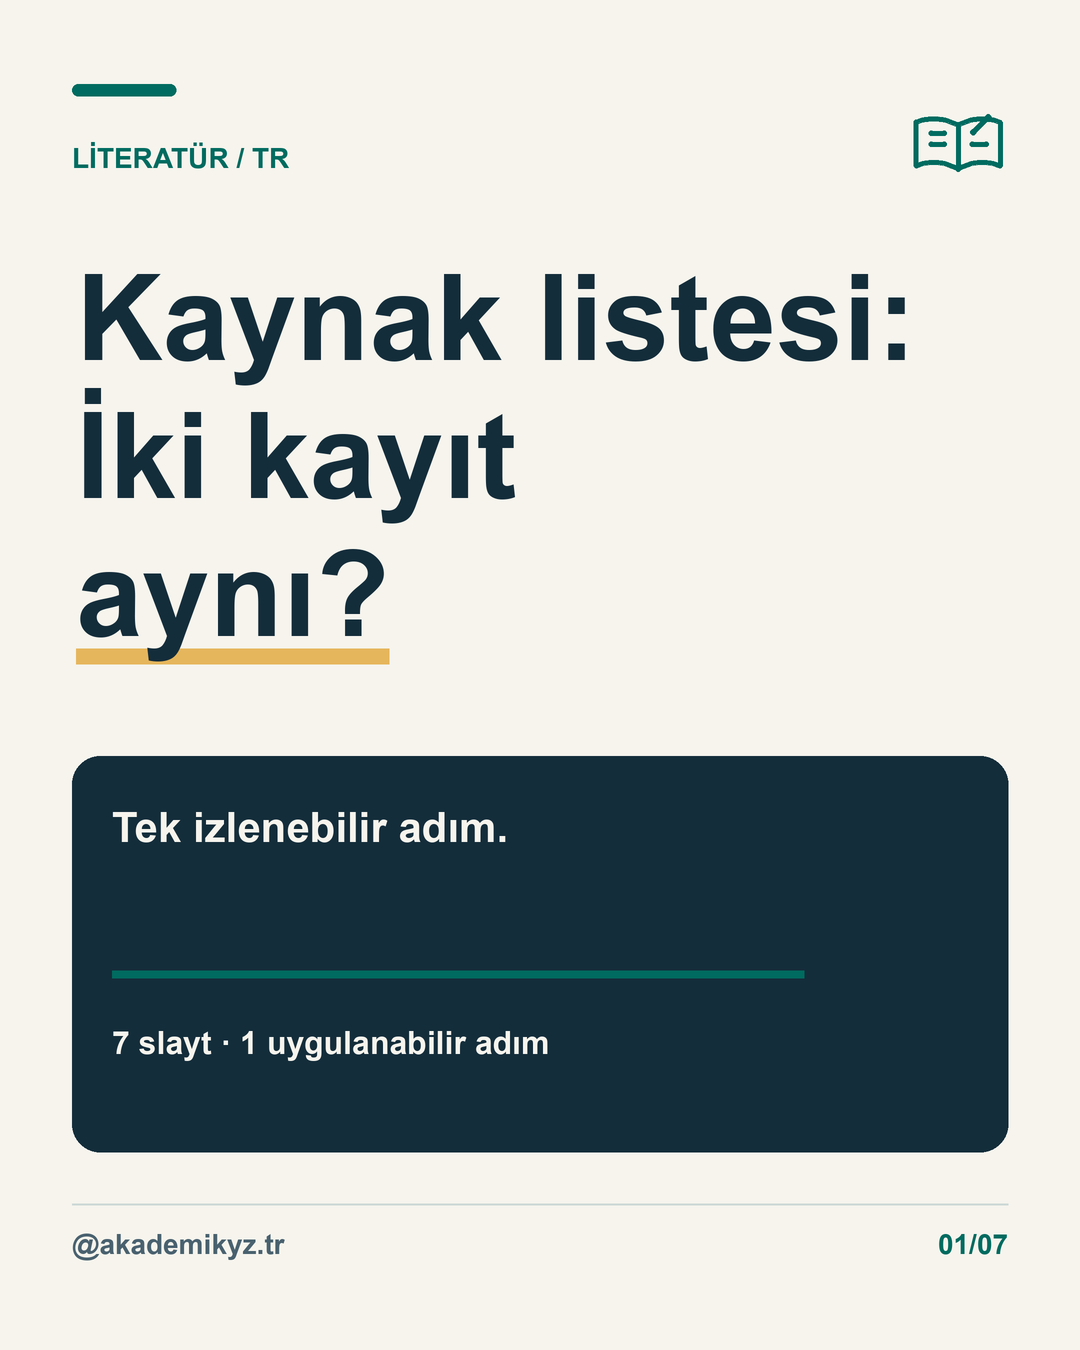 LİTERATÜR / TR
Kaynak listesi:
İki kayıt
aynı?
Tek izlenebilir adım.
7 slayt · 1 uygulanabilir adım
@akademikyz.tr
01/07